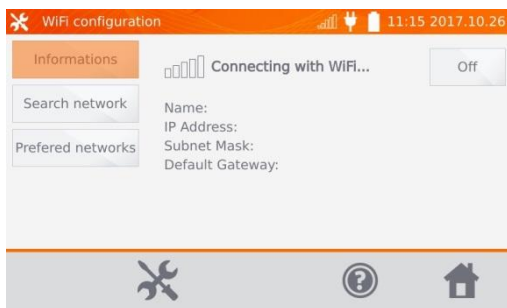 WiFi configuration
11:15 2017.10.26
Informations
Connecting with WiFi...
Off
Search network
Name:
IP Address:
Prefered networks
Subnet Mask:
Default Gateway:
?